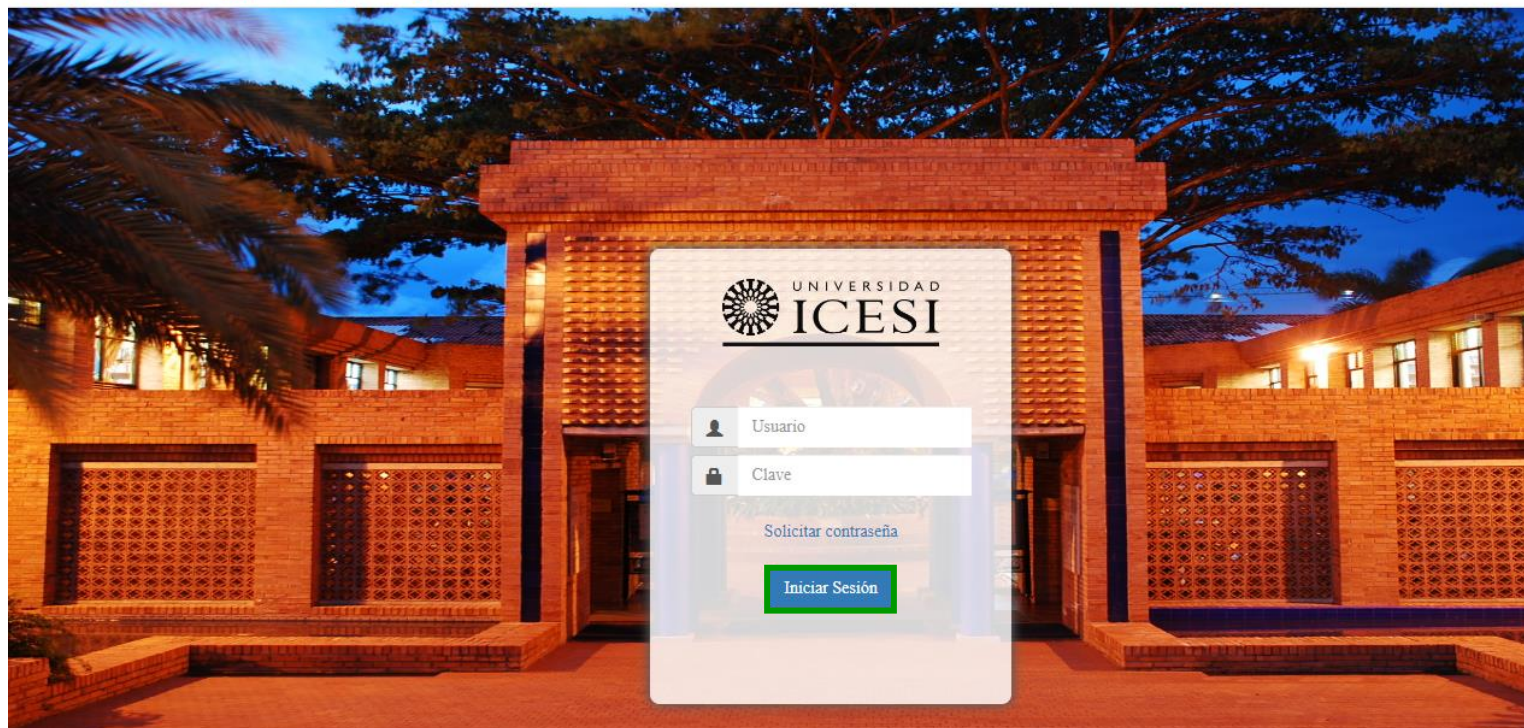 UNIVERSIDAD
ICESI
Usuario
Clave
Solicitar contraseña
Iniciar Sesión